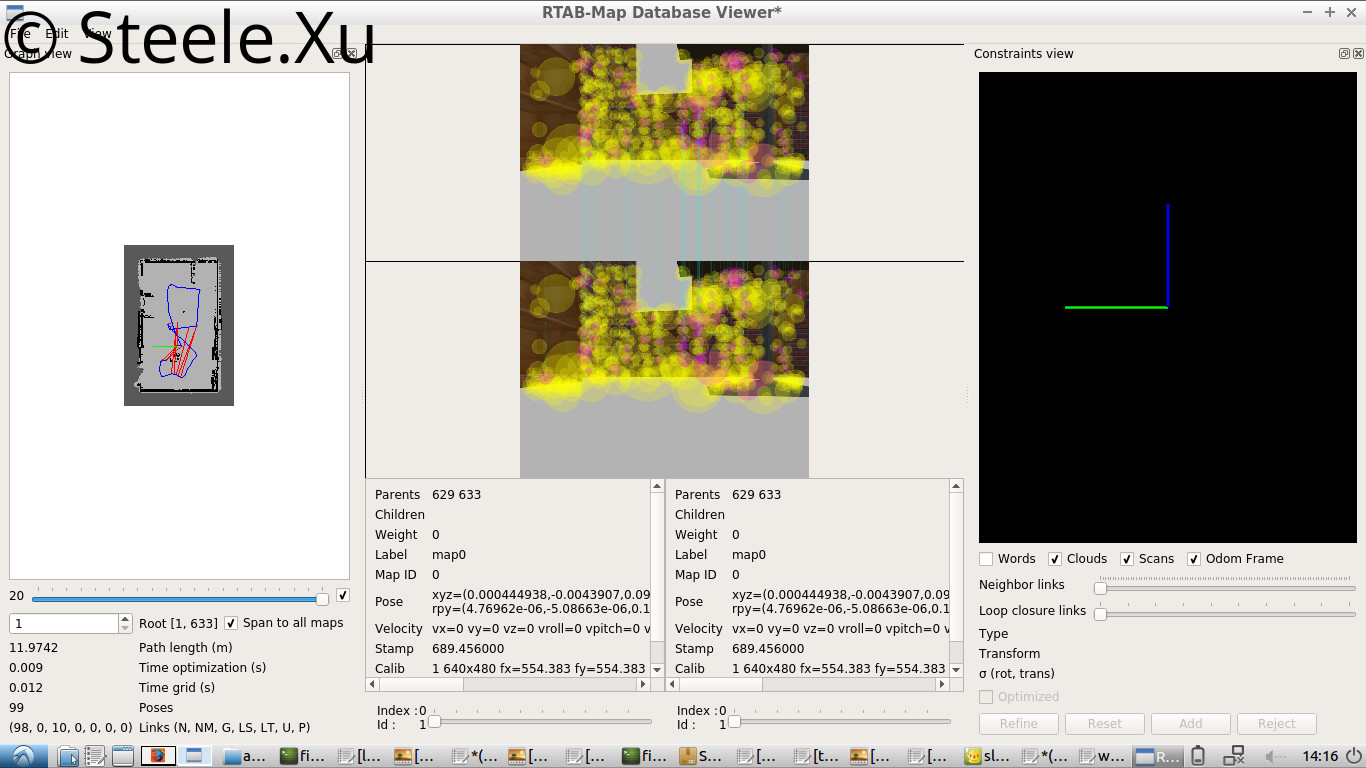 RTAB-Map Database Viewer*
© Steele.Xu
File Edit View
Graph view
Constraints view
20
1 Root [1, 633] Span to all maps
11.9742 Path length (m)
0.009 Time optimization (s)
0.012 Time grid (s)
99 Poses
(98, 0, 10, 0, 0, 0, 0) Links (N, NM, G, LS, LT, U, P)
Parents 629 633
Children
Weight 0
Label map0
Map ID 0
Pose xyz=(0.000444938,-0.0043907,0.09
rpy=(4.76962e-06,-5.08663e-06,0.1
Velocity vx=0 vy=0 vz=0 vroll=0 vpitch=0 v
Stamp 689.456000
Calib 1 640x480 fx=554.383 fy=554.383
Index : 0
Id : 1
Parents 629 633
Children
Weight 0
Label map0
Map ID 0
Pose xyz=(0.000444938,-0.0043907,0.09
rpy=(4.76962e-06,-5.08663e-06,0.1
Velocity vx=0 vy=0 vz=0 vroll=0 vpitch=0 v
Stamp 689.456000
Calib 1 640x480 fx=554.383 fy=554.383
Index : 0
Id : 1
Words Clouds Scans Odom Frame
Neighbor links
Loop closure links
Type
Transform
σ (rot, trans)
Optimized
Refine Reset Add Reject
a... fi... [l... [... *(... [... [... fi... S... [... [t... [... [... sl... *(... w... R... 14:16